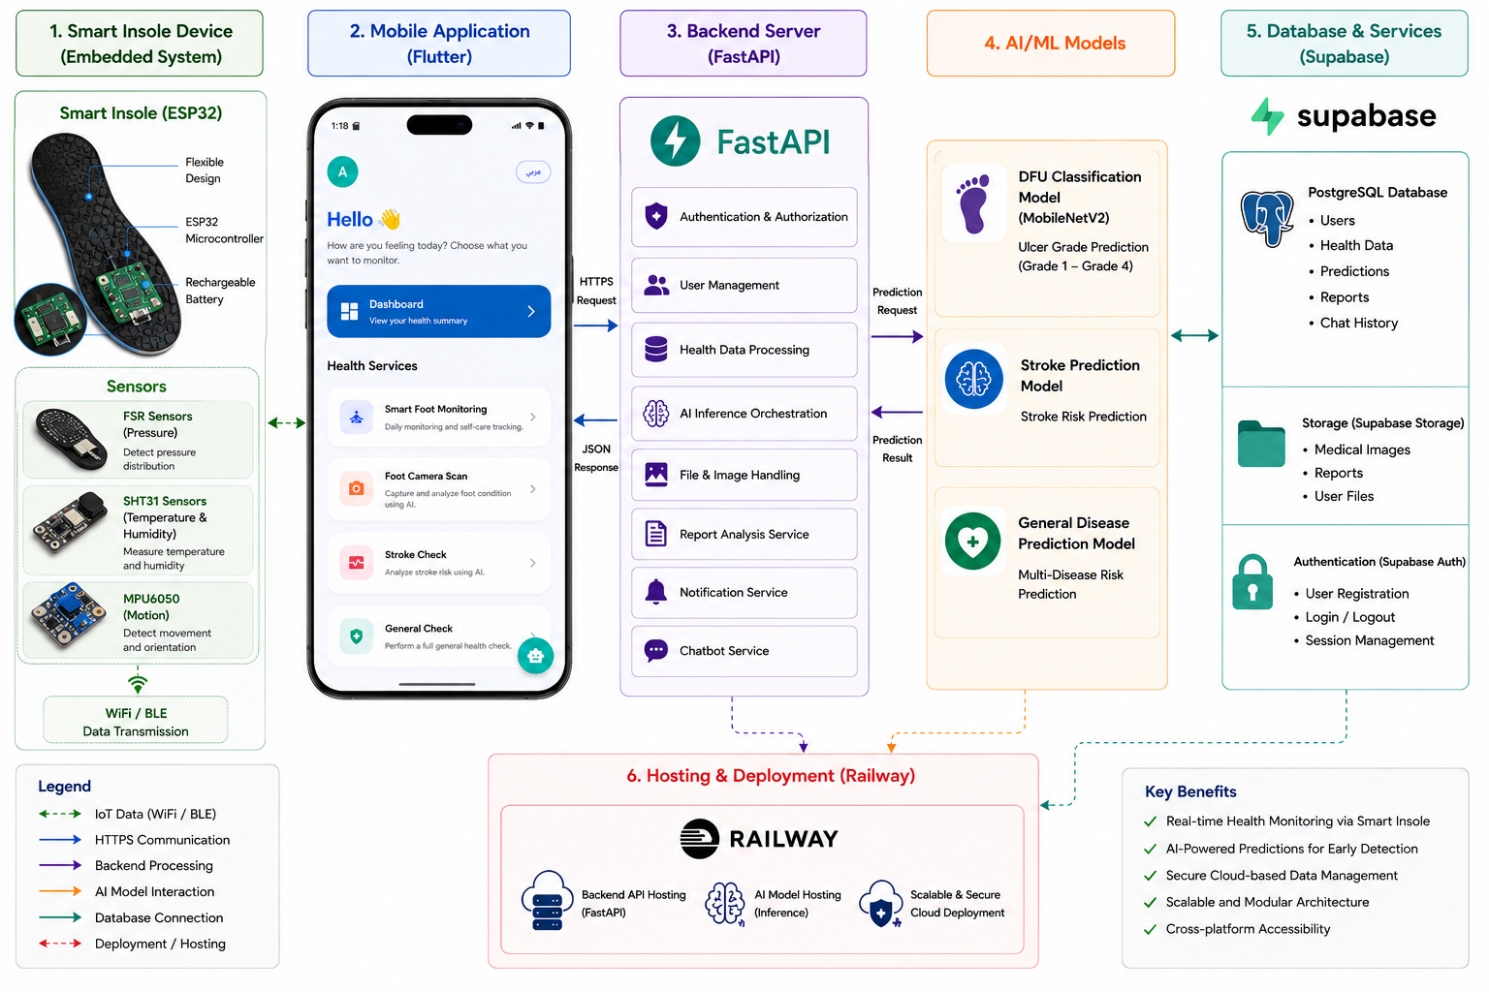 1. Smart Insole Device
(Embedded System)
2. Mobile Application
(Flutter)
3. Backend Server
(FastAPI)
4. AI/ML Models
5. Database & Services
(Supabase)
Smart Insole (ESP32)
Flexible
Design
ESP32
Microcontroller
Rechargeable
Battery
Sensors
FSR Sensors
(Pressure)
Detect pressure
distribution
SHT31 Sensors
(Temperature &
Humidity)
Measure temperature
and humidity
MPU6050
(Motion)
Detect movement
and orientation
WiFi / BLE
Data Transmission
1:18
A
عربي
Hello 👋
How are you feeling today? Choose what you
want to monitor.
Dashboard
View your health summary
Health Services
Smart Foot Monitoring
Daily monitoring and self-care tracking.
Foot Camera Scan
Capture and analyze foot condition
using AI.
Stroke Check
Analyze stroke risk using AI.
General Check
Perform a full general health check.
HTTPS
Request
JSON
Response
FastAPI
Authentication & Authorization
User Management
Health Data Processing
AI Inference Orchestration
File & Image Handling
Report Analysis Service
Notification Service
Chatbot Service
Prediction
Request
Prediction
Result
DFU Classification
Model
(MobileNetV2)
Ulcer Grade Prediction
(Grade 1 – Grade 4)
Stroke Prediction
Model
Stroke Risk Prediction
General Disease
Prediction Model
Multi-Disease Risk
Prediction
supabase
PostgreSQL Database
• Users
• Health Data
• Predictions
• Reports
• Chat History
Storage (Supabase Storage)
• Medical Images
• Reports
• User Files
Authentication (Supabase Auth)
• User Registration
• Login / Logout
• Session Management
Legend
IoT Data (WiFi / BLE)
HTTPS Communication
Backend Processing
AI Model Interaction
Database Connection
Deployment / Hosting
6. Hosting & Deployment (Railway)
RAILWAY
Backend API Hosting
(FastAPI)
AI Model Hosting
(Inference)
Scalable & Secure
Cloud Deployment
Key Benefits
✓ Real-time Health Monitoring via Smart Insole
✓ AI-Powered Predictions for Early Detection
✓ Secure Cloud-based Data Management
✓ Scalable and Modular Architecture
✓ Cross-platform Accessibility